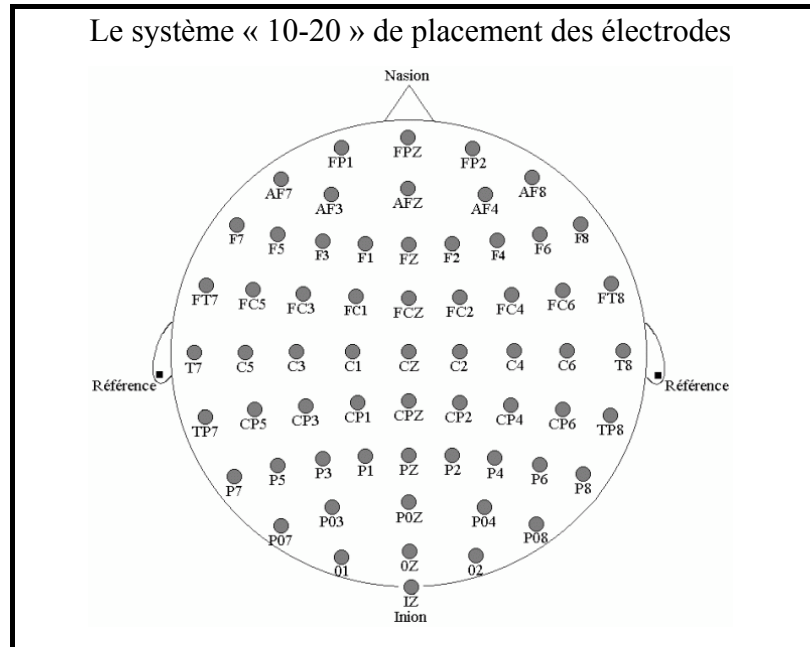 Le système « 10-20 » de placement des électrodes
Nasion
FP1 FPZ FP2
AF7 AF3 AFZ AF4 AF8
F7 F5 F3 F1 FZ F2 F4 F6 F8
FT7 FC5 FC3 FC1 FCZ FC2 FC4 FC6 FT8
T7 C5 C3 C1 CZ C2 C4 C6 T8
Référence Référence
TP7 CP5 CP3 CP1 CPZ CP2 CP4 CP6 TP8
P7 P5 P3 P1 PZ P2 P4 P6 P8
P07 P03 P0Z P04 P08
01 0Z 02
IZ
Inion